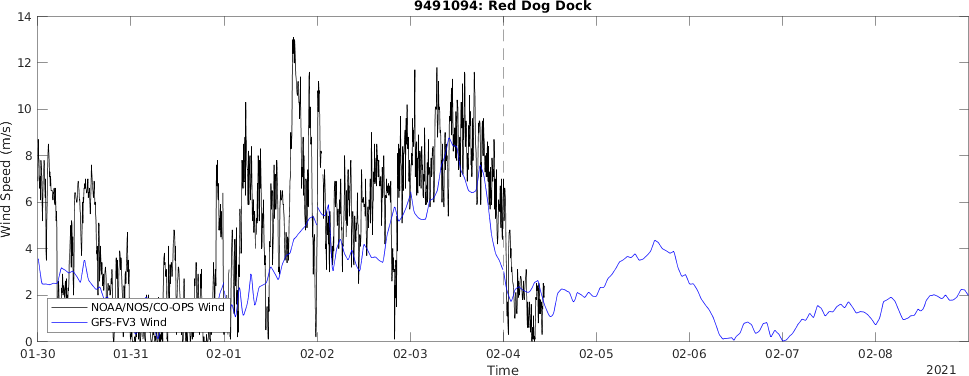 9491094: Red Dog Dock
14
12
10
8
6
4
2
0
Wind Speed (m/s)
NOAA/NOS/CO-OPS Wind
GFS-FV3 Wind
01-30 01-31 02-01 02-02 02-03 02-04 02-05 02-06 02-07 02-08
Time
2021